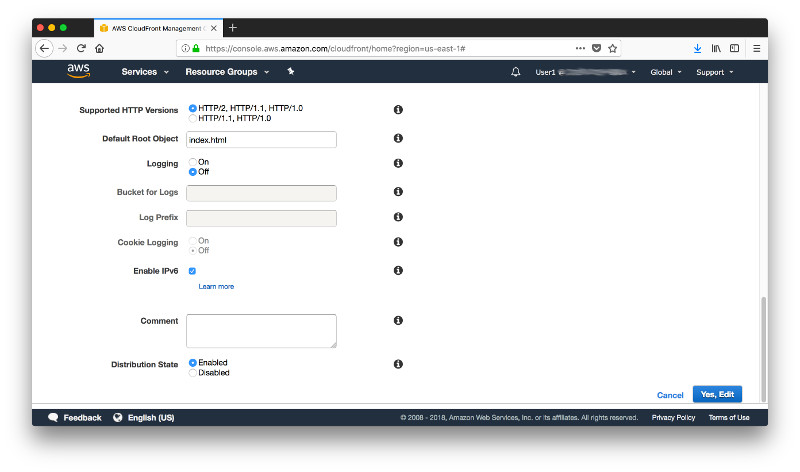 AWS CloudFront Management C
https://console.aws.amazon.com/cloudfront/home?region=us-east-1#
aws Services Resource Groups User1 Global Support
Supported HTTP Versions HTTP/2, HTTP/1.1, HTTP/1.0
HTTP/1.1, HTTP/1.0
Default Root Object index.html
Logging On
Off
Bucket for Logs
Log Prefix
Cookie Logging On
Off
Enable IPv6
Learn more
Comment
Distribution State Enabled
Disabled
Cancel Yes, Edit
Feedback English (US) © 2008 - 2018, Amazon Web Services, Inc. or its affiliates. All rights reserved. Privacy Policy Terms of Use